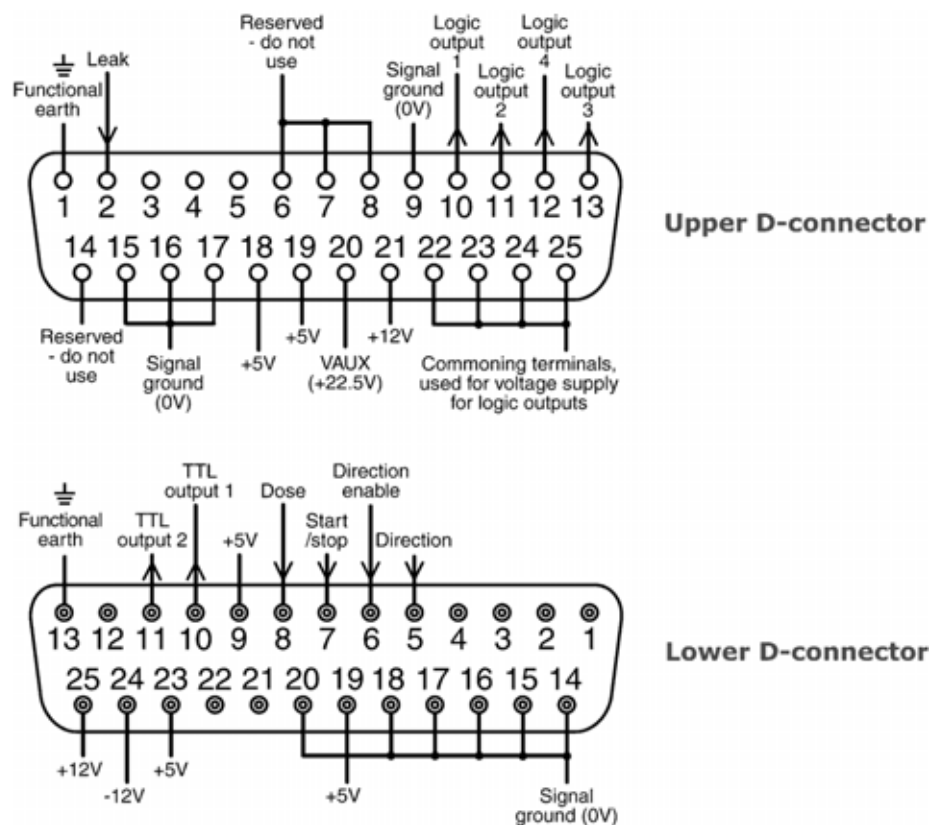 Reserved
- do not
use
Logic
output
1
Logic
output
4
Leak
Functional
earth
Signal
ground
(0V)
Logic
output
2
Logic
output
3
1 2 3 4 5 6 7 8 9 10 11 12 13
14 15 16 17 18 19 20 21 22 23 24 25
Upper D-connector
Reserved
- do not
use
Signal
ground
(0V)
+5V
+5V
VAUX
(+22.5V)
+12V
Commoning terminals,
used for voltage supply
for logic outputs
TTL
output 1
Dose
Direction
enable
Functional
earth
TTL
output 2
+5V
Start
/stop
Direction
13 12 11 10 9 8 7 6 5 4 3 2 1
25 24 23 22 21 20 19 18 17 16 15 14
Lower D-connector
+12V
-12V
+5V
+5V
Signal
ground (0V)